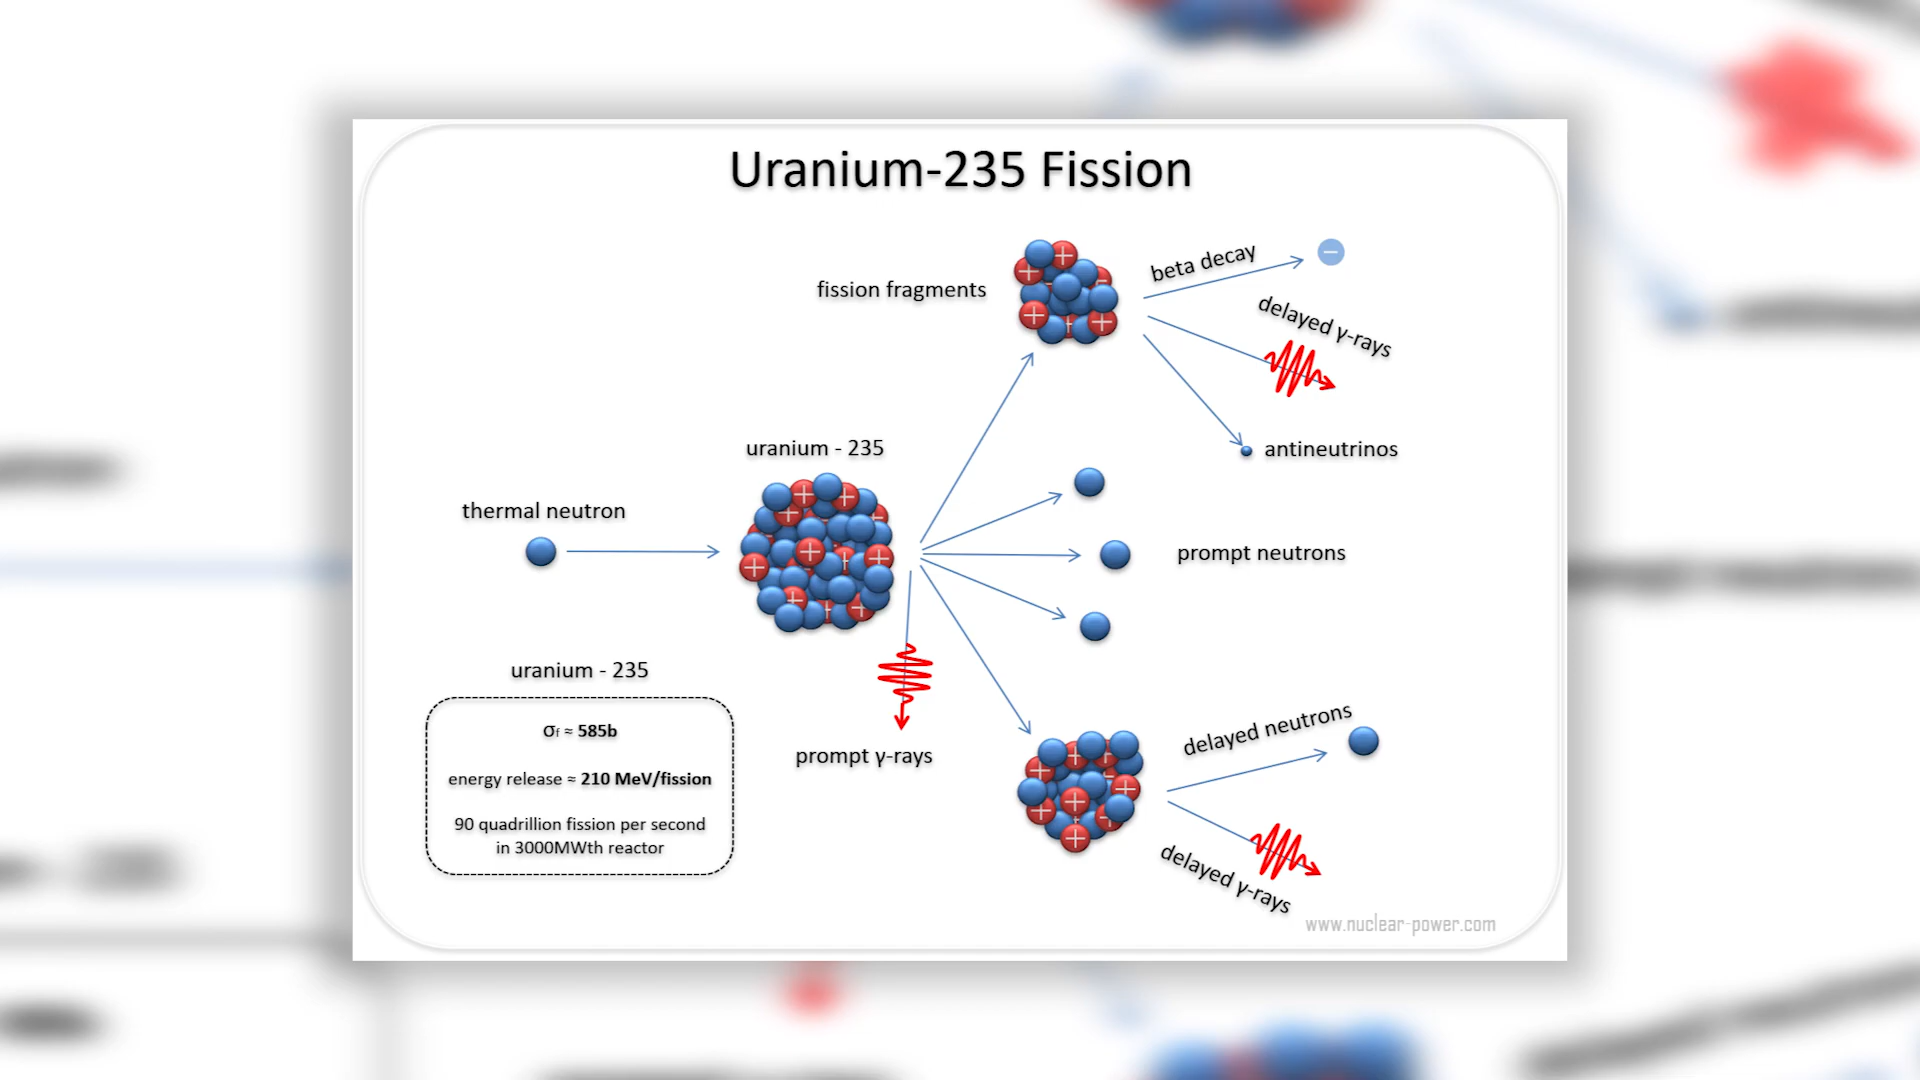 Uranium-235 Fission
fission fragments
beta decay
delayed γ-rays
antineutrinos
uranium - 235
thermal neutron
prompt neutrons
prompt γ-rays
uranium - 235
σf ≈ 585b
energy release ≈ 210 MeV/fission
90 quadrillion fission per second
in 3000MWth reactor
delayed neutrons
delayed γ-rays
www.nuclear-power.com